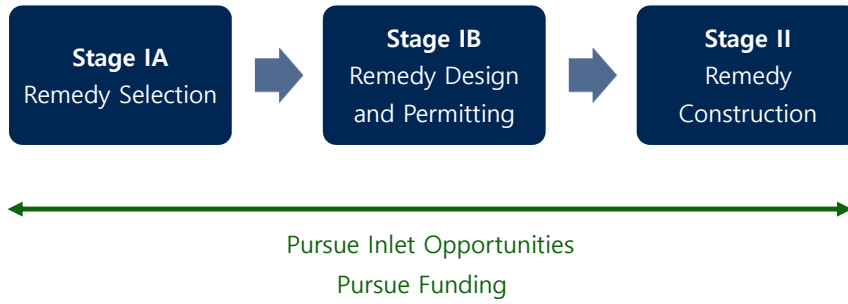 Stage IA
Remedy Selection
Stage IB
Remedy Design
and Permitting
Stage II
Remedy
Construction
Pursue Inlet Opportunities
Pursue Funding